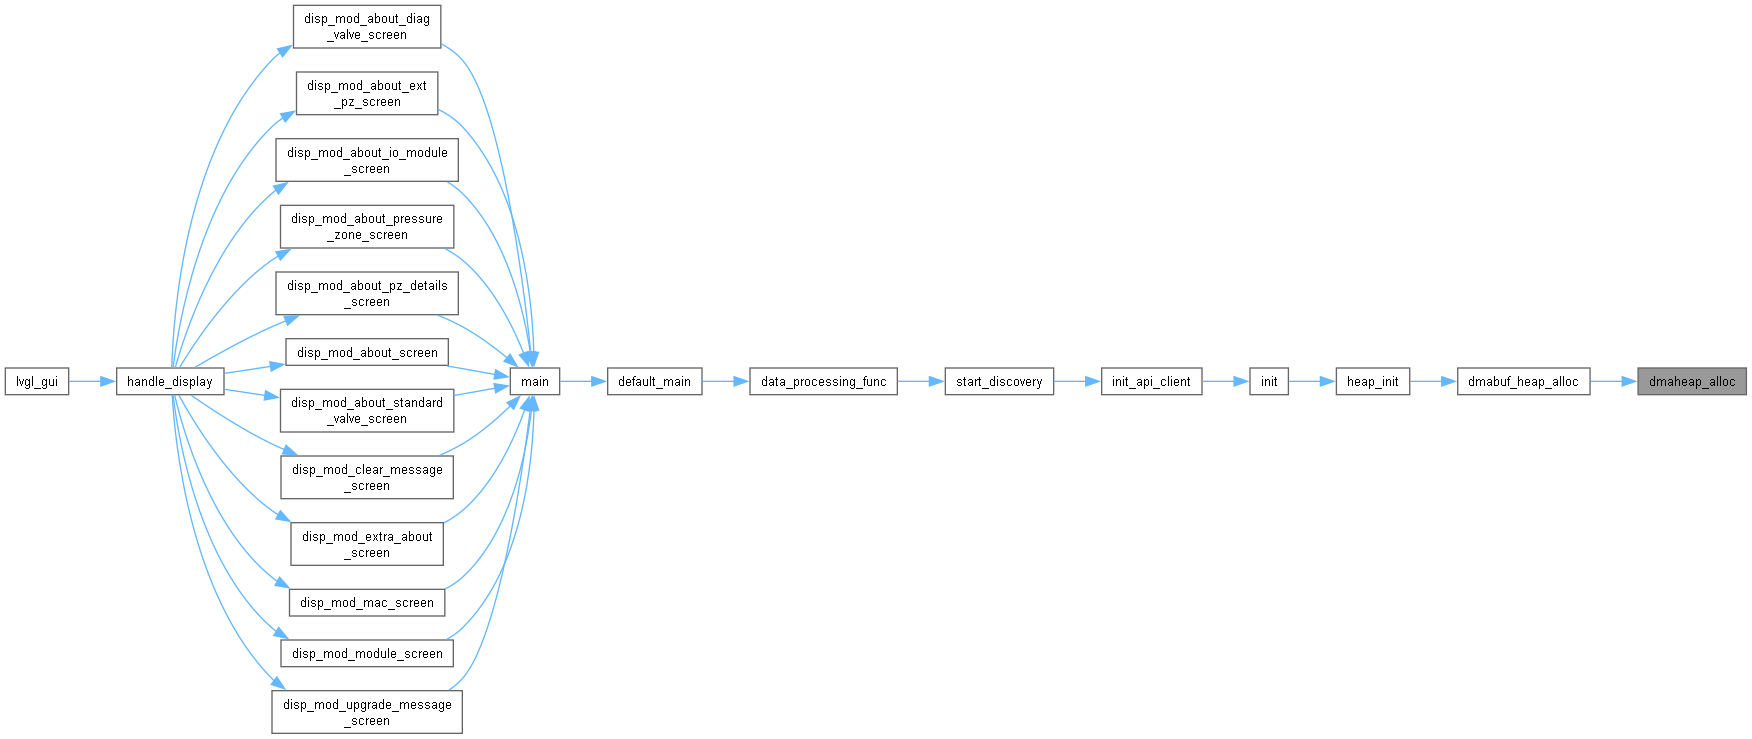 disp_mod_about_diag
_valve_screen
disp_mod_about_ext
_pz_screen
disp_mod_about_io_module
_screen
disp_mod_about_pressure
_zone_screen
disp_mod_about_pz_details
_screen
disp_mod_about_screen
lvgl_gui
handle_display
main
default_main
data_processing_func
start_discovery
init_api_client
init
heap_init
dmabuf_heap_alloc
dmaheap_alloc
disp_mod_about_standard
_valve_screen
disp_mod_clear_message
_screen
disp_mod_extra_about
_screen
disp_mod_mac_screen
disp_mod_module_screen
disp_mod_upgrade_message
_screen